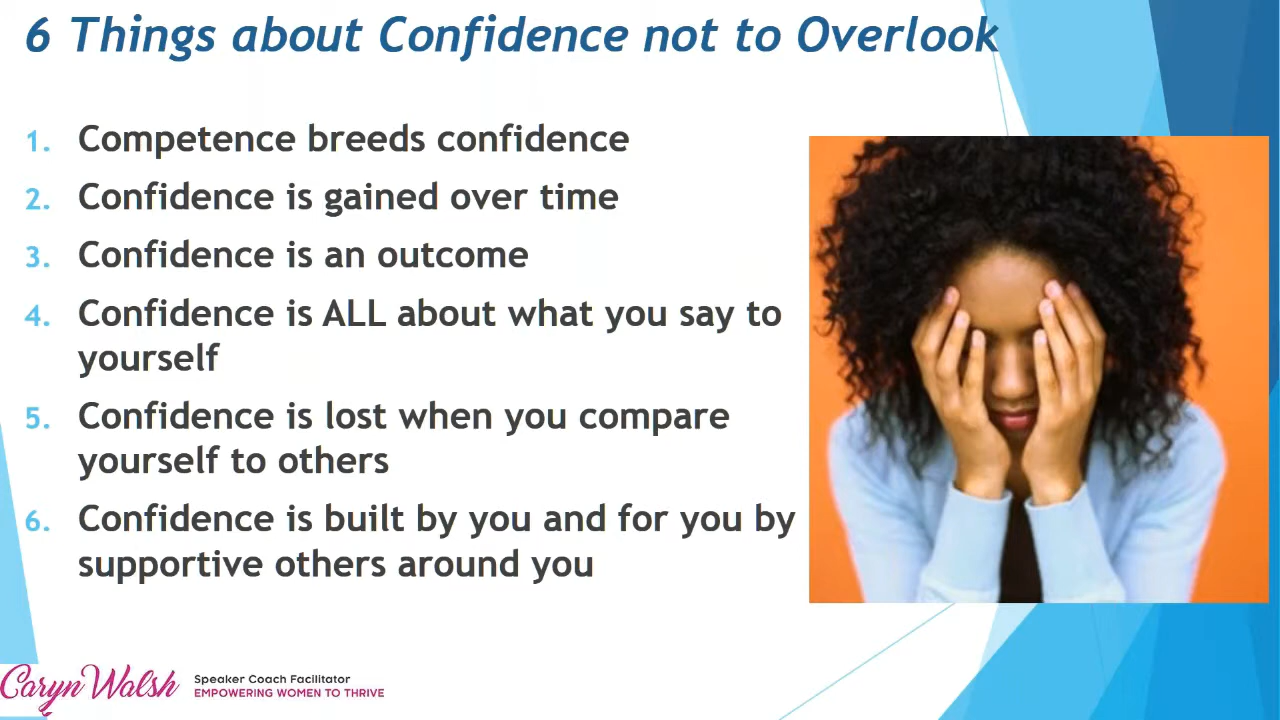 6 Things about Confidence not to Overlook
1. Competence breeds confidence
2. Confidence is gained over time
3. Confidence is an outcome
4. Confidence is ALL about what you say to
yourself
5. Confidence is lost when you compare
yourself to others
6. Confidence is built by you and for you by
supportive others around you
Caryn Walsh
Speaker Coach Facilitator
EMPOWERING WOMEN TO THRIVE